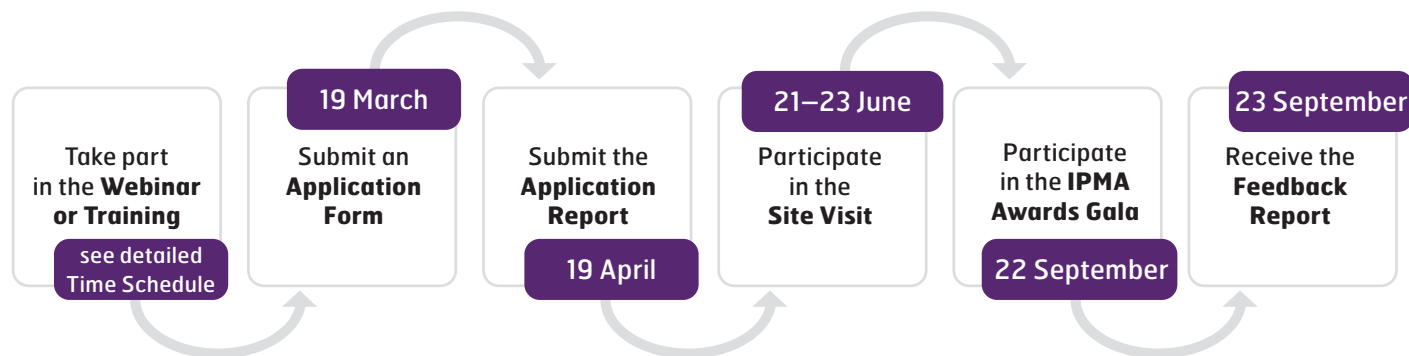 Take part
in the Webinar
or Training
see detailed
Time Schedule
19 March
Submit an
Application
Form
Submit the
Application
Report
19 April
21–23 June
Participate
in the
Site Visit
Participate
in the IPMA
Awards Gala
22 September
23 September
Receive the
Feedback
Report